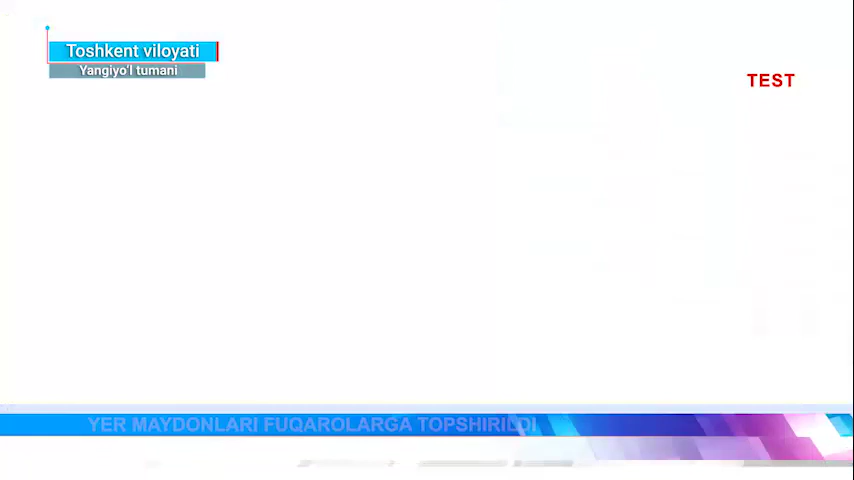 Toshkent viloyati
Yangiyo'l tumani
TEST
YER MAYDONLARI FUQAROLARGA TOPSHIRILDI